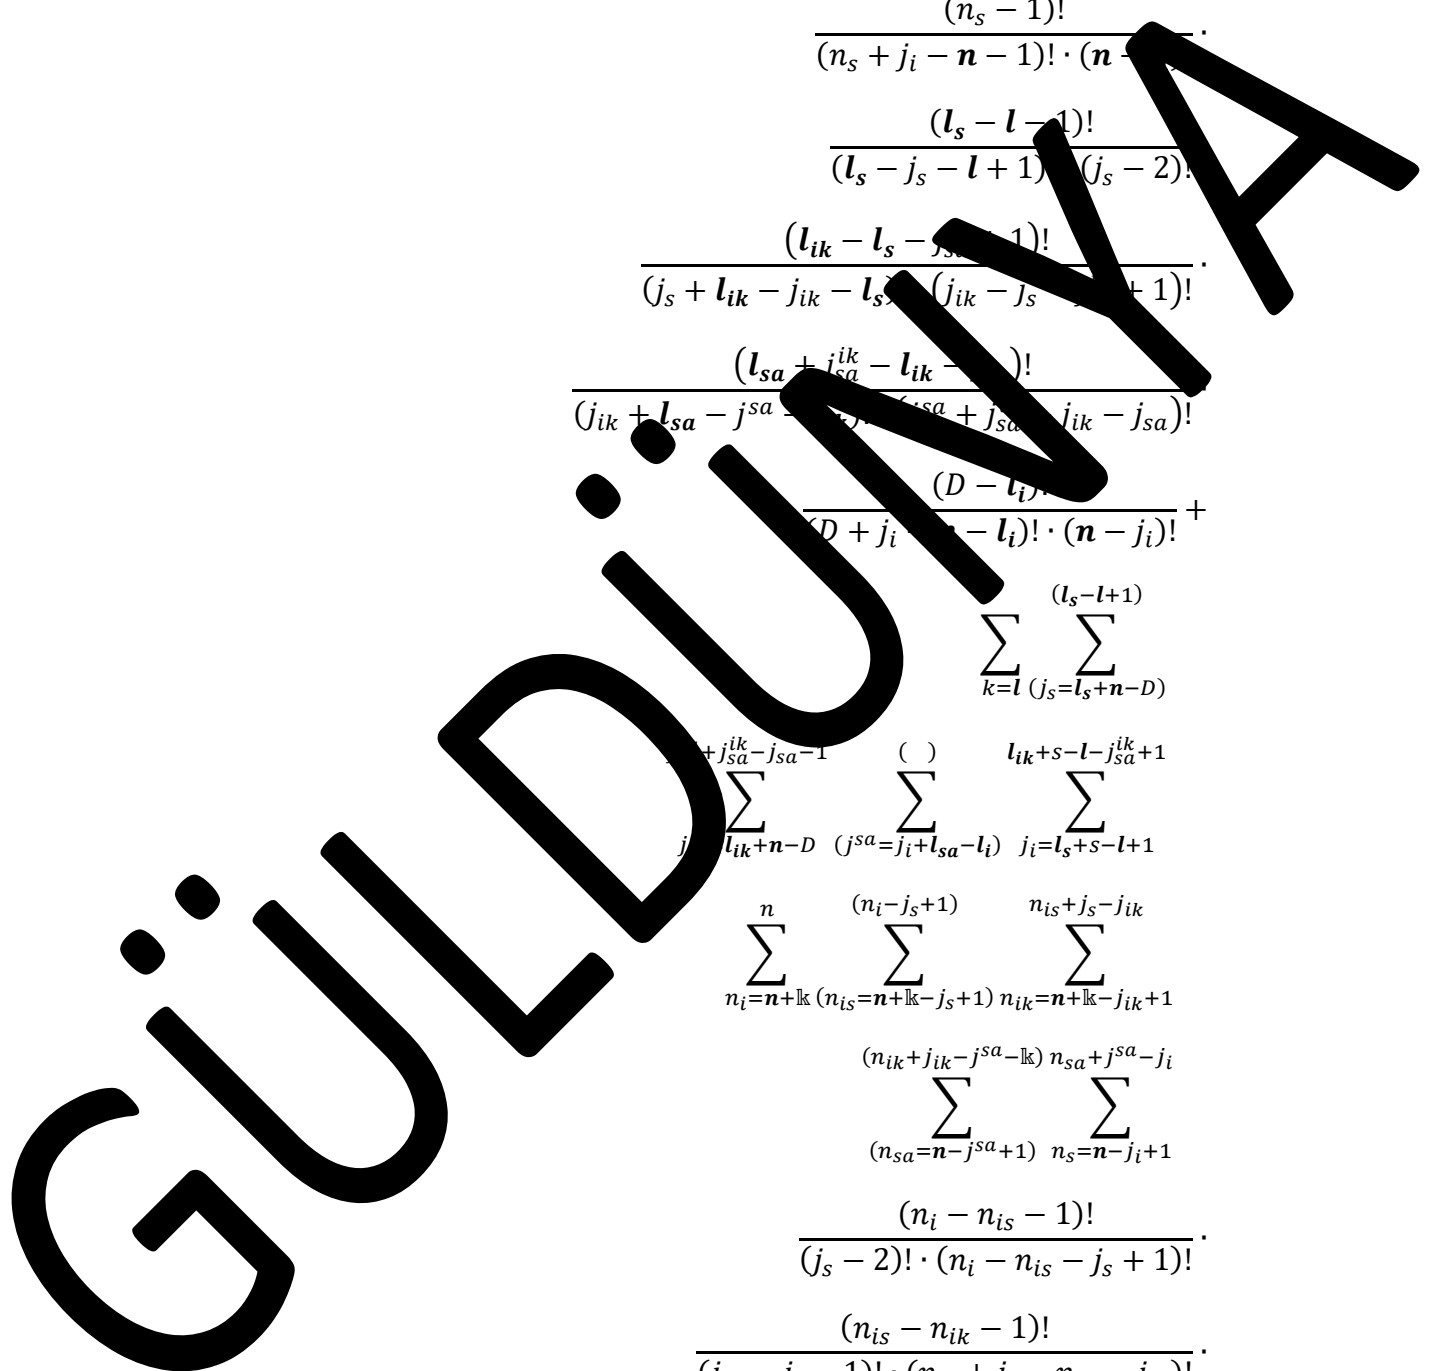 (n_s − 1)!
(n_s + j_i − n − 1)! · (n
(l_s − l − 1)!
(l_s − j_s − l + 1) (j_s − 2)!
(l_ik − l_s − 1)!
(j_s + l_ik − j_ik − l_s) (j_ik − j_s + 1)!
(l_sa + j_sa^ik − l_ik )!
(j_ik + l_sa − j^sa + j_ik − j_sa)!
(D − l_i)!
D + j_i − l_i)! · (n − j_i)! +
(l_s−l+1)
∑ ∑
k=l (j_s=l_s+n−D)
+j_sa^ik−j_sa−1 ( ) l_ik+s−l−j_sa^ik+1
∑ ∑ ∑
l_ik+n−D (j^sa=j_i+l_sa−l_i) j_i=l_s+s−l+1
n (n_i−j_s+1) n_is+j_s−j_ik
∑ ∑ ∑
n_i=n+𝕜 (n_is=n+𝕜−j_s+1) n_ik=n+𝕜−j_ik+1
(n_ik+j_ik−j^sa−𝕜) n_sa+j^sa−j_i
∑ ∑
(n_sa=n−j^sa+1) n_s=n−j_i+1
(n_i − n_is − 1)!
(j_s − 2)! · (n_i − n_is − j_s + 1)! ·
(n_is − n_ik − 1)!
GÜLDÜNYA